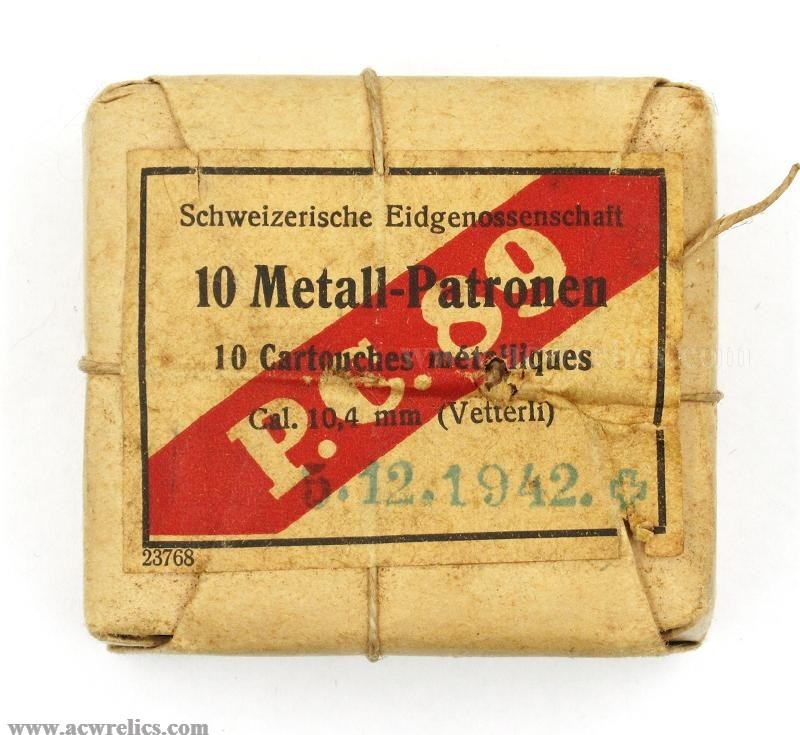 Schweizerische Eidgenossenschaft
10 Metall-Patronen
10 Cartouches métalliques
Cal. 10,4 mm (Vetterli)
P.C. 89
5.12.1942.
23768
www.acwrelics.com